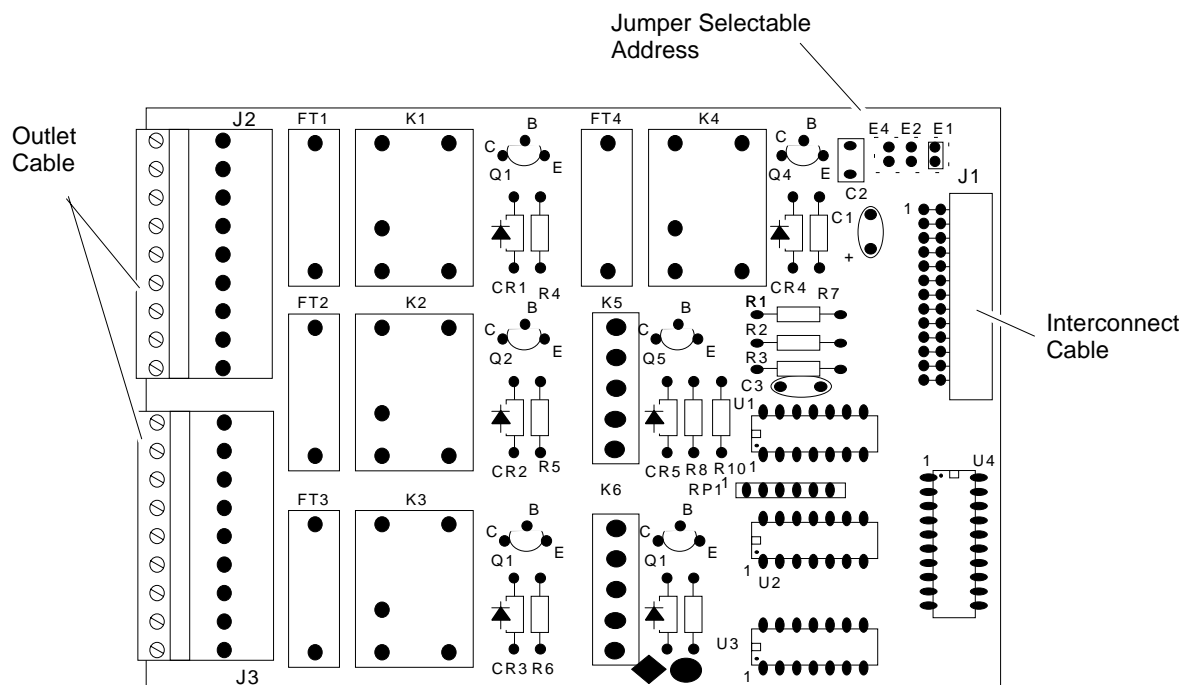 Jumper Selectable
Address
Outlet
Cable
J2
FT1
K1
B
C
E
Q1
FT4
K4
B
C
E
Q4
E4 E2 E1
J1
C2
C1
+
1
CR1
R4
CR4
FT2
K2
B
C
E
Q2
K5
B
C
E
Q5
R1
R7
R2
R3
C3
Interconnect
Cable
U1
CR2
R5
CR5
R8
R10
1
RP1
1
1
U4
FT3
K3
B
C
E
Q1
K6
B
C
E
Q1
1
U2
U3
1
CR3
R6
J3